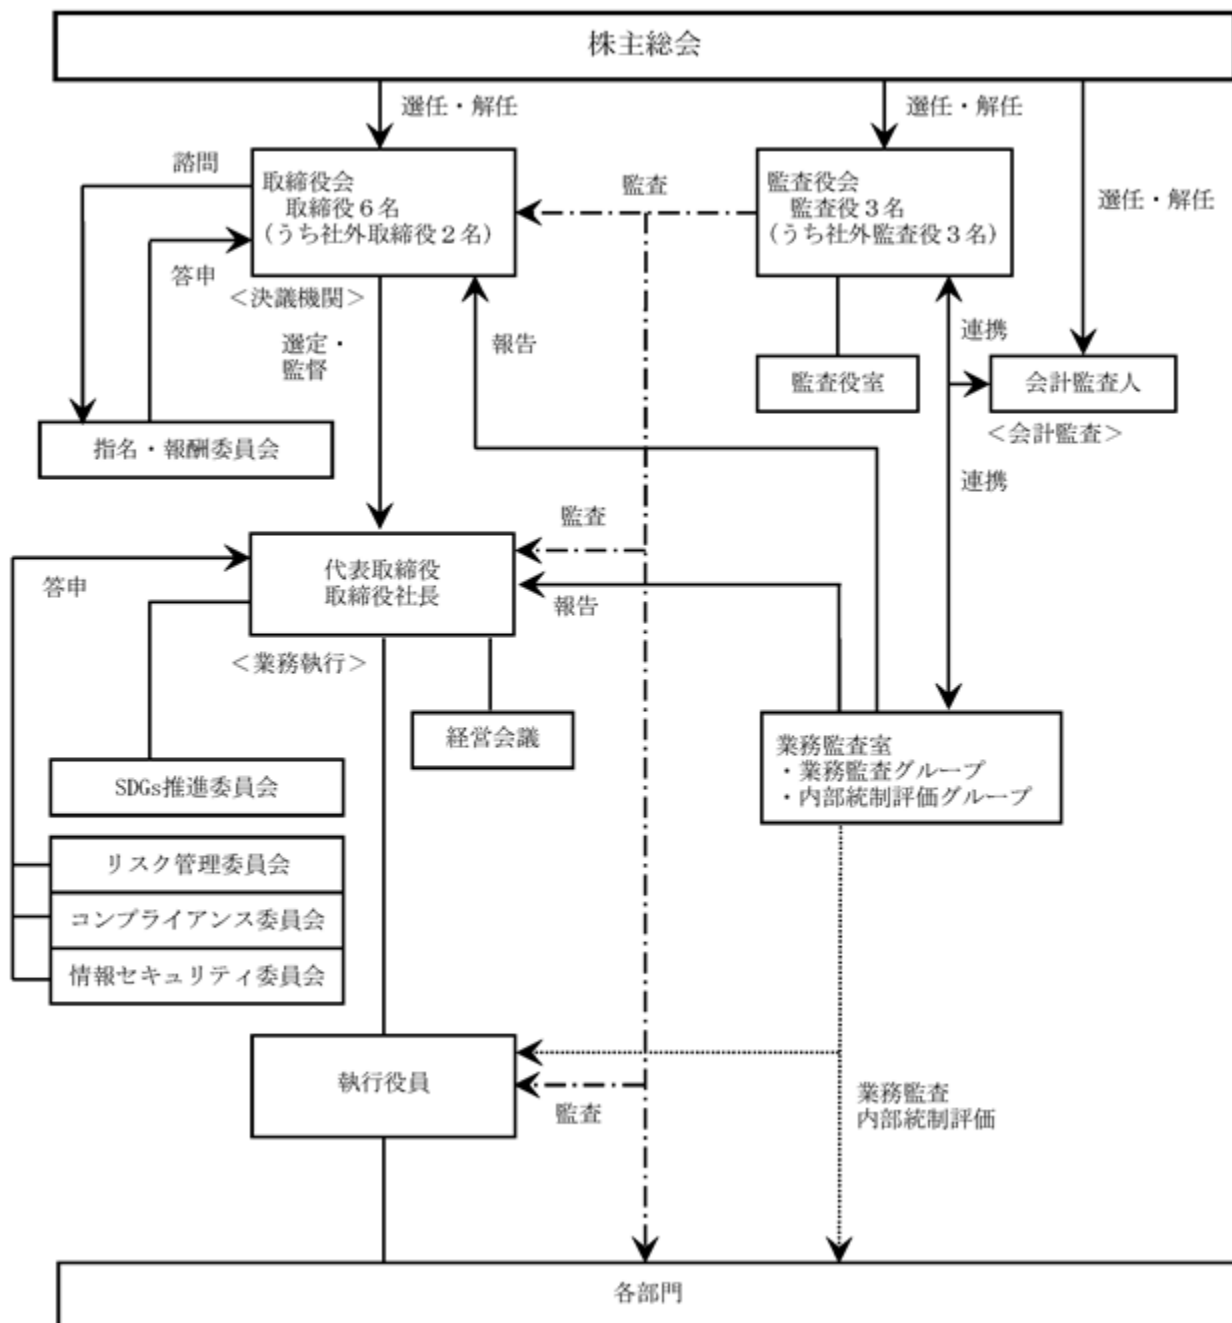 株主総会
選任・解任
選任・解任
選任・解任
諮問
取締役会
取締役６名
(うち社外取締役２名)
監査
監査役会
監査役３名
(うち社外監査役３名)
答申
＜決議機関＞
選定・
監督
報告
連携
監査役室
会計監査人
＜会計監査＞
指名・報酬委員会
連携
監査
代表取締役
取締役社長
答申
報告
＜業務執行＞
経営会議
業務監査室
・業務監査グループ
・内部統制評価グループ
SDGs推進委員会
リスク管理委員会
コンプライアンス委員会
情報セキュリティ委員会
執行役員
監査
業務監査
内部統制評価
各部門